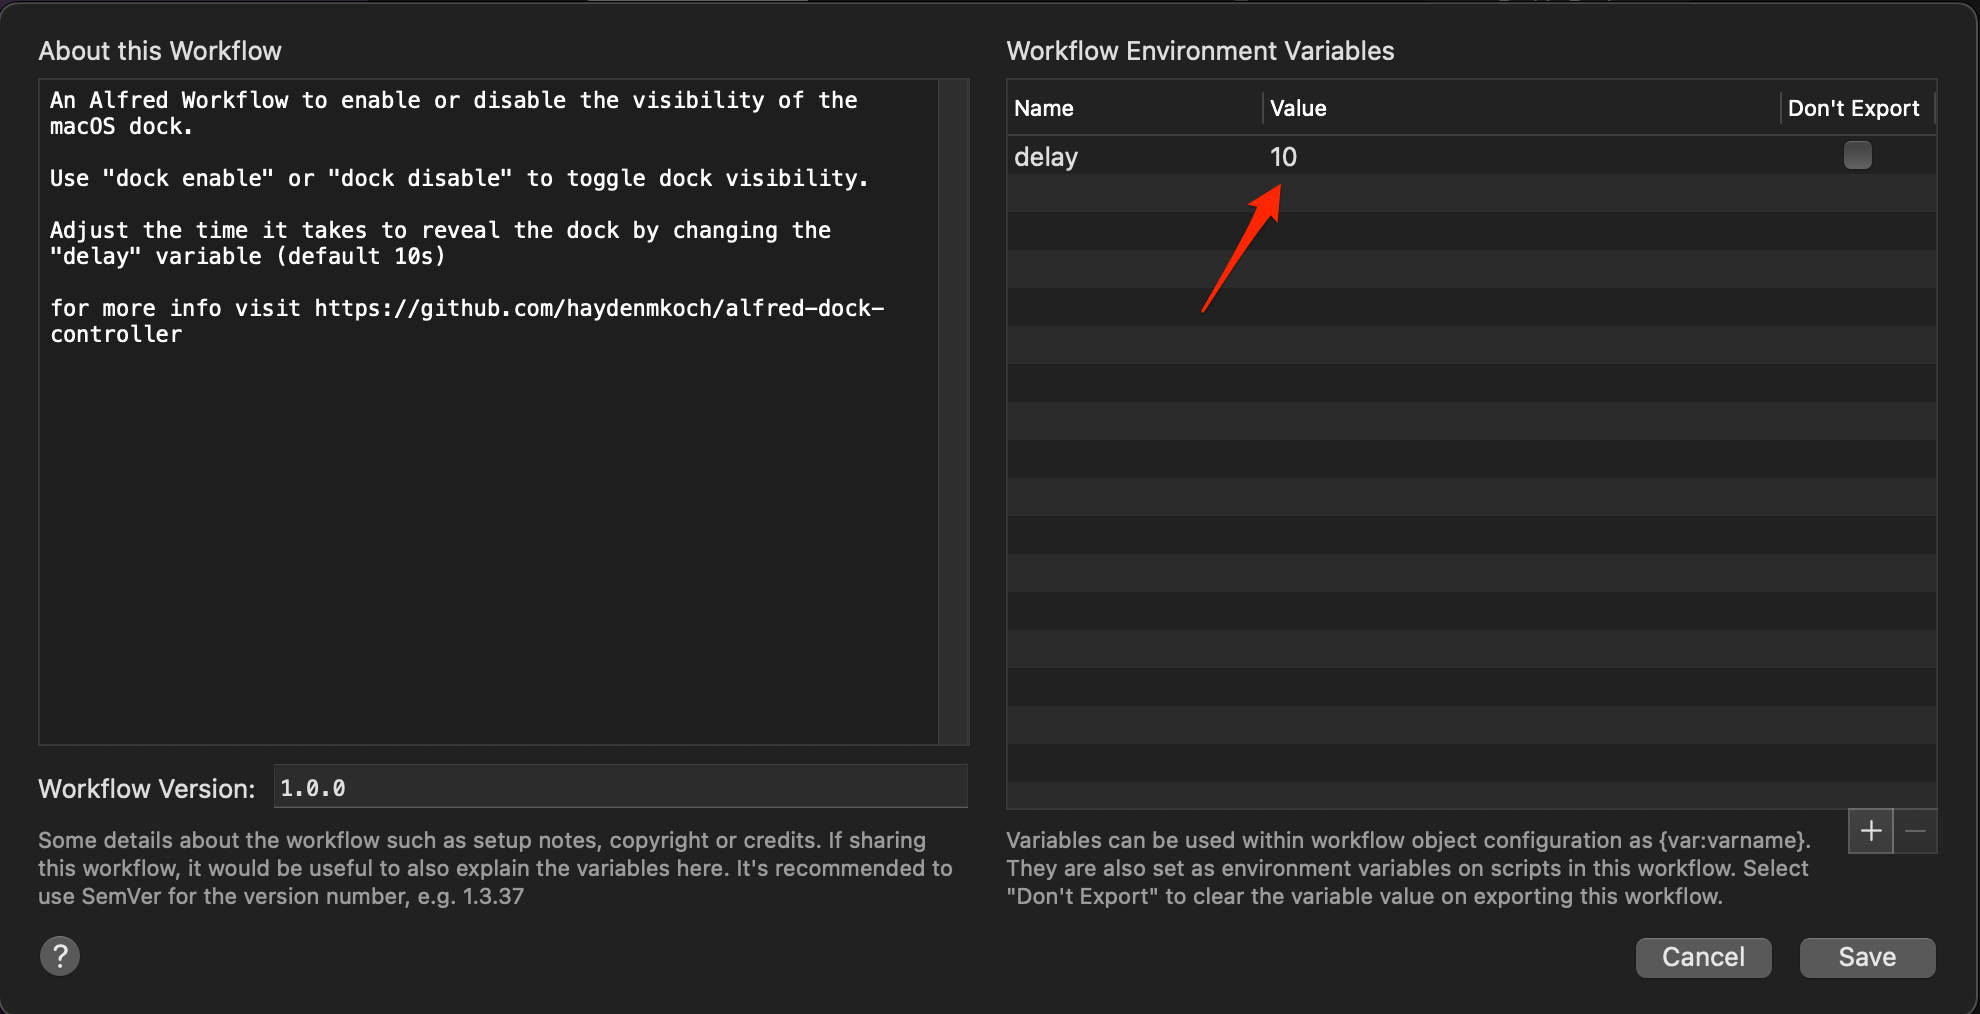 About this Workflow
An Alfred Workflow to enable or disable the visibility of the
macOS dock.
Use "dock enable" or "dock disable" to toggle dock visibility.
Adjust the time it takes to reveal the dock by changing the
"delay" variable (default 10s)
for more info visit https://github.com/haydenmkoch/alfred-dock-
controller
Workflow Version: 1.0.0
Some details about the workflow such as setup notes, copyright or credits. If sharing
this workflow, it would be useful to also explain the variables here. It's recommended to
use SemVer for the version number, e.g. 1.3.37
?
Workflow Environment Variables
Name Value Don't Export
delay 10
+ −
Variables can be used within workflow object configuration as {var:varname}.
They are also set as environment variables on scripts in this workflow. Select
"Don't Export" to clear the variable value on exporting this workflow.
Cancel Save